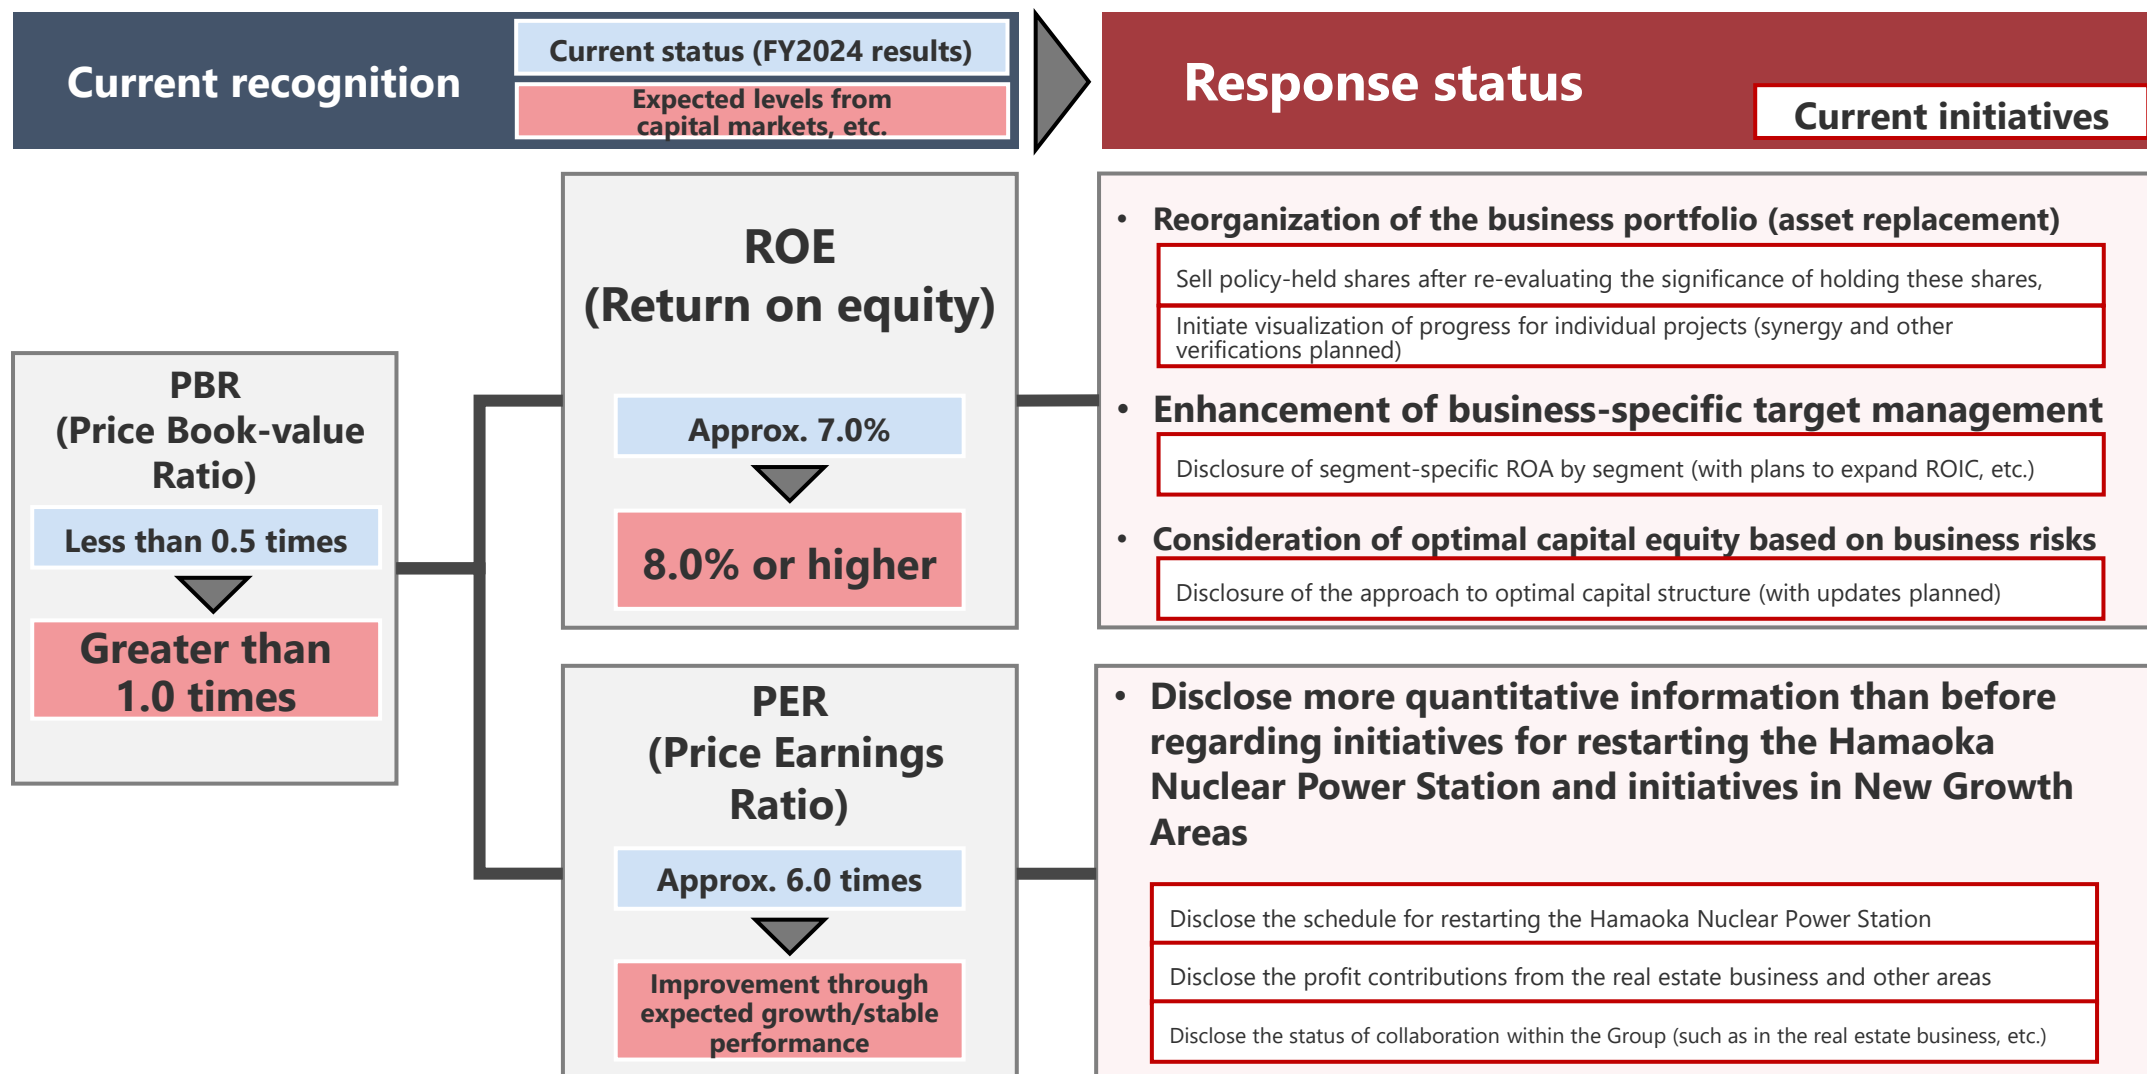 Current recognition
Current status (FY2024 results)
Expected levels from
capital markets, etc.
Response status
Current initiatives
PBR
(Price Book-value
Ratio)
Less than 0.5 times
Greater than
1.0 times
ROE
(Return on equity)
Approx. 7.0%
8.0% or higher
• Reorganization of the business portfolio (asset replacement)
Sell policy-held shares after re-evaluating the significance of holding these shares,
Initiate visualization of progress for individual projects (synergy and other
verifications planned)
• Enhancement of business-specific target management
Disclosure of segment-specific ROA by segment (with plans to expand ROIC, etc.)
• Consideration of optimal capital equity based on business risks
Disclosure of the approach to optimal capital structure (with updates planned)
PER
(Price Earnings
Ratio)
Approx. 6.0 times
Improvement through
expected growth/stable
performance
• Disclose more quantitative information than before
regarding initiatives for restarting the Hamaoka
Nuclear Power Station and initiatives in New Growth
Areas
Disclose the schedule for restarting the Hamaoka Nuclear Power Station
Disclose the profit contributions from the real estate business and other areas
Disclose the status of collaboration within the Group (such as in the real estate business, etc.)